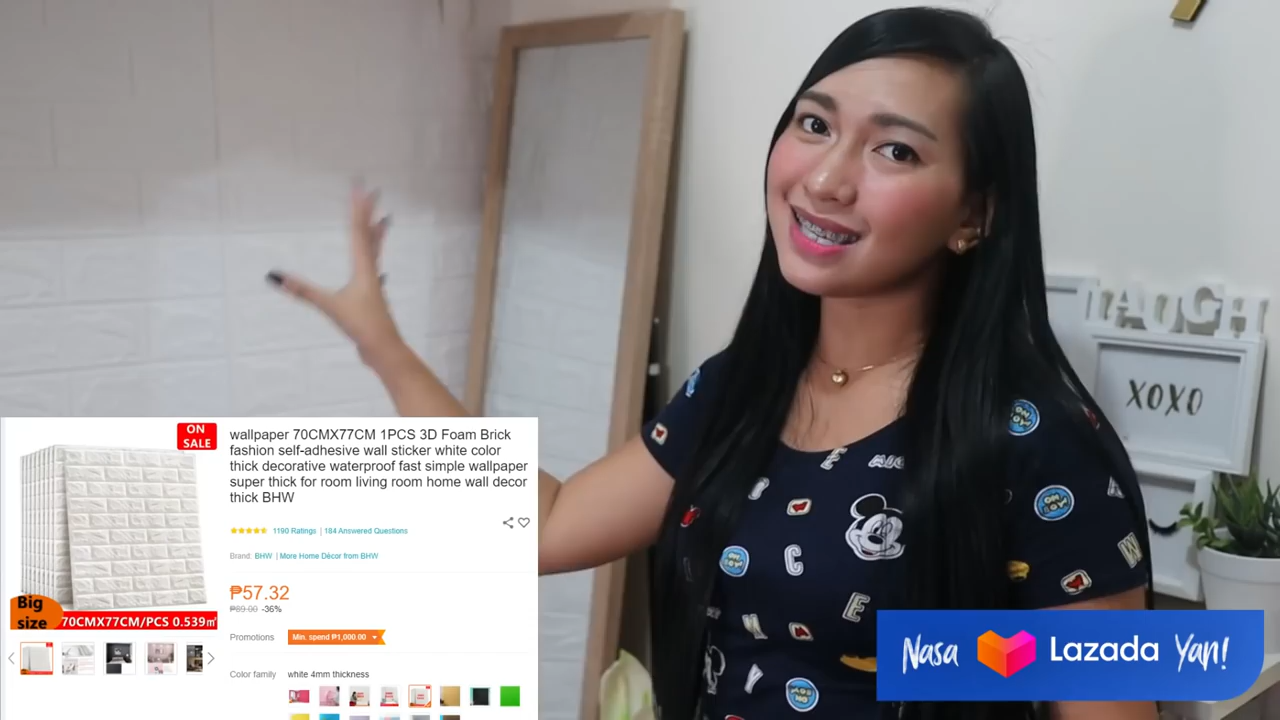 LAUGH
XOXO
ON
SALE
Big
size
70CMX77CM/PCS 0.539㎡
wallpaper 70CMX77CM 1PCS 3D Foam Brick
fashion self-adhesive wall sticker white color
thick decorative waterproof fast simple wallpaper
super thick for room living room home wall decor
thick BHW
1190 Ratings | 184 Answered Questions
Brand BHW | More Home Décor from BHW
₱57.32
₱89.00 -36%
Promotions Min. spend ₱1,000.00
Color family white 4mm thickness
Nasa Lazada Yan!